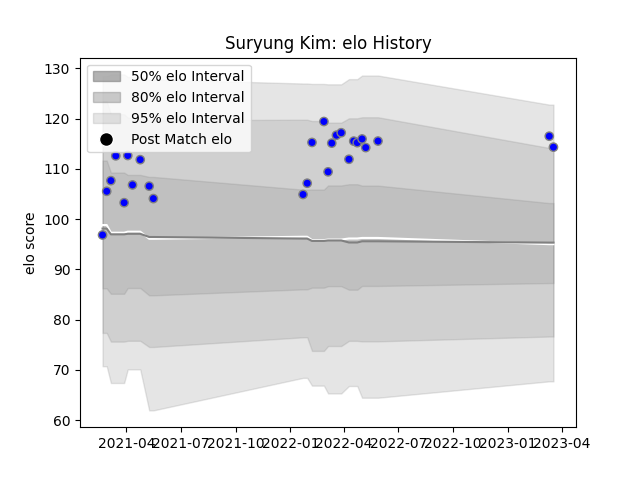 Suryung Kim: elo History
130
120
110
100
90
80
70
60
elo score
50% elo Interval
80% elo Interval
95% elo Interval
Post Match elo
2021-04
2021-07
2021-10
2022-01
2022-04
2022-07
2022-10
2023-01
2023-04